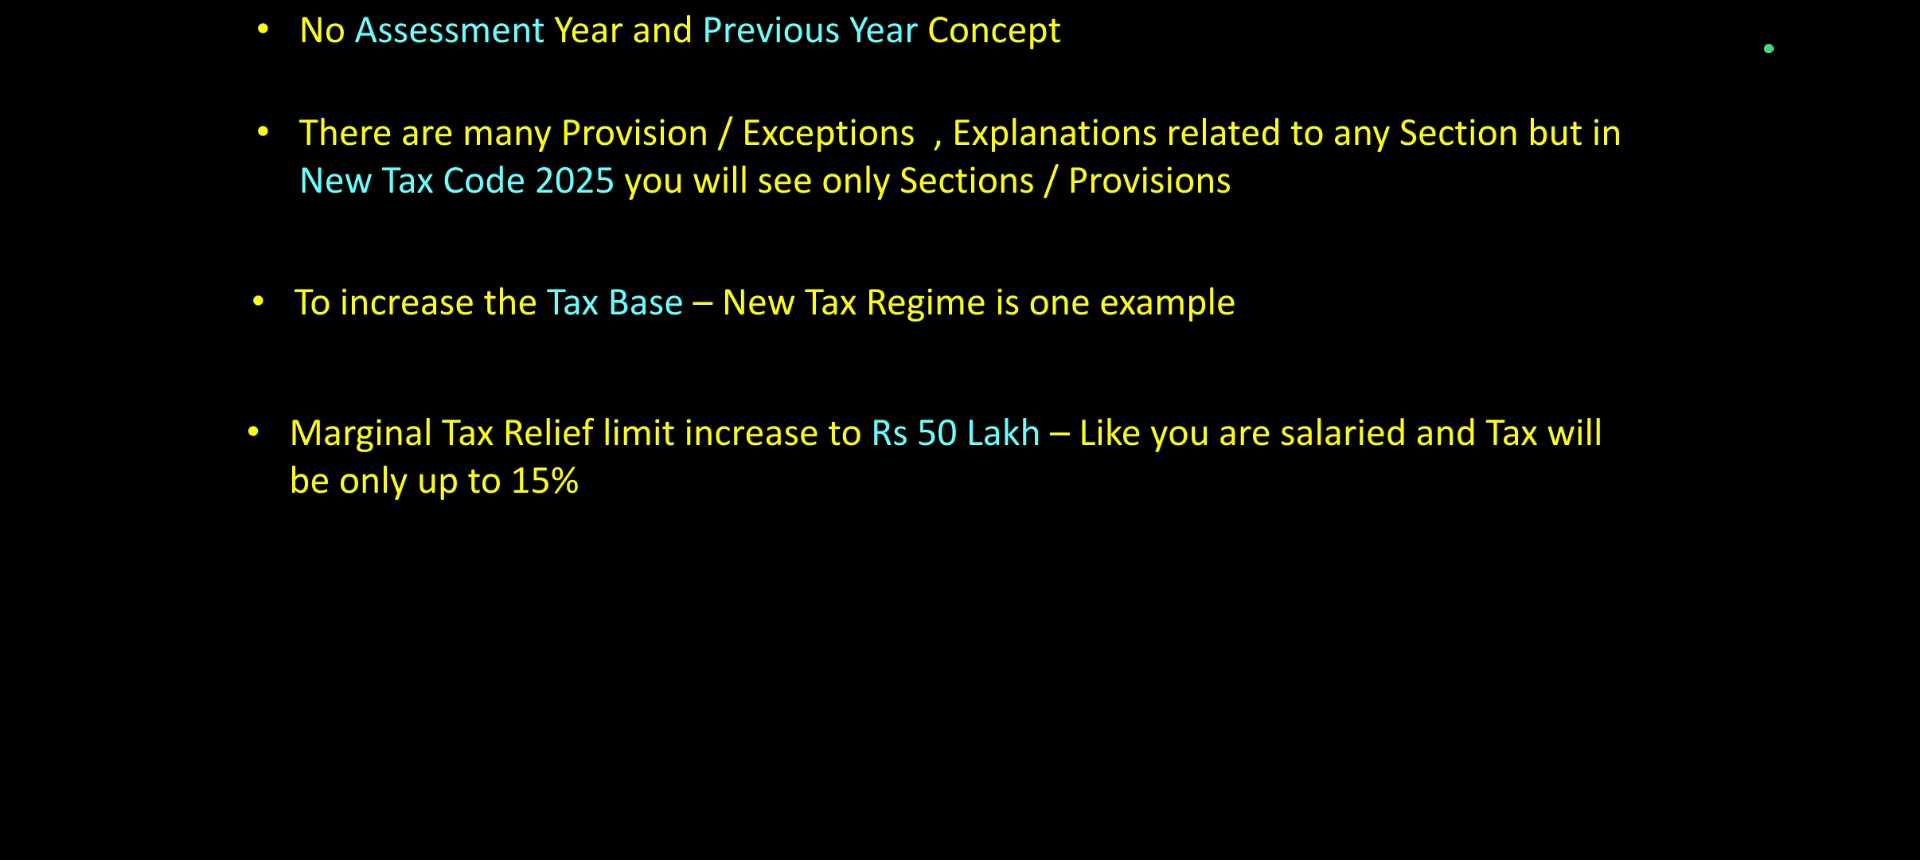 • No Assessment Year and Previous Year Concept
• There are many Provision / Exceptions , Explanations related to any Section but in
New Tax Code 2025 you will see only Sections / Provisions
• To increase the Tax Base – New Tax Regime is one example
• Marginal Tax Relief limit increase to Rs 50 Lakh – Like you are salaried and Tax will
be only up to 15%